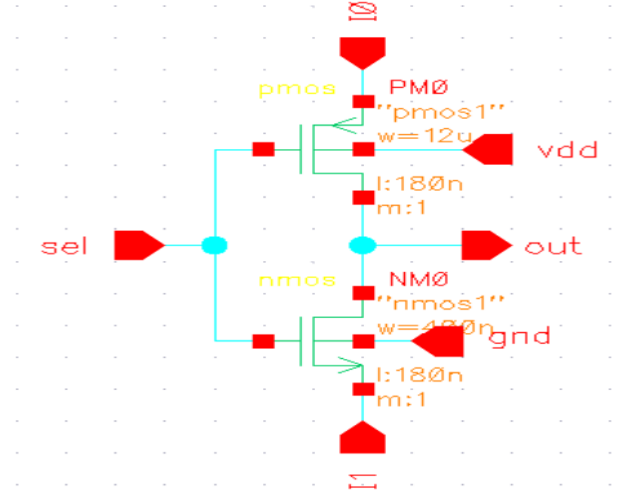 I0
pmos PM0
"pmos1"
w=12u
vdd
l:180n
m:1
sel
out
nmos NM0
"nmos1"
w=400n
gnd
l:180n
m:1
I1